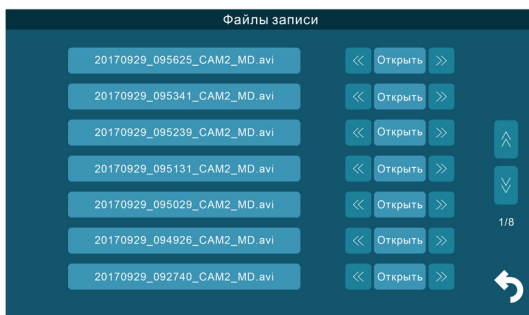 Файлы записи
20170929_095625_CAM2_MD.avi Открыть
20170929_095341_CAM2_MD.avi Открыть
20170929_095239_CAM2_MD.avi Открыть
20170929_095131_CAM2_MD.avi Открыть
20170929_095029_CAM2_MD.avi Открыть
1/8
20170929_094926_CAM2_MD.avi Открыть
20170929_092740_CAM2_MD.avi Открыть